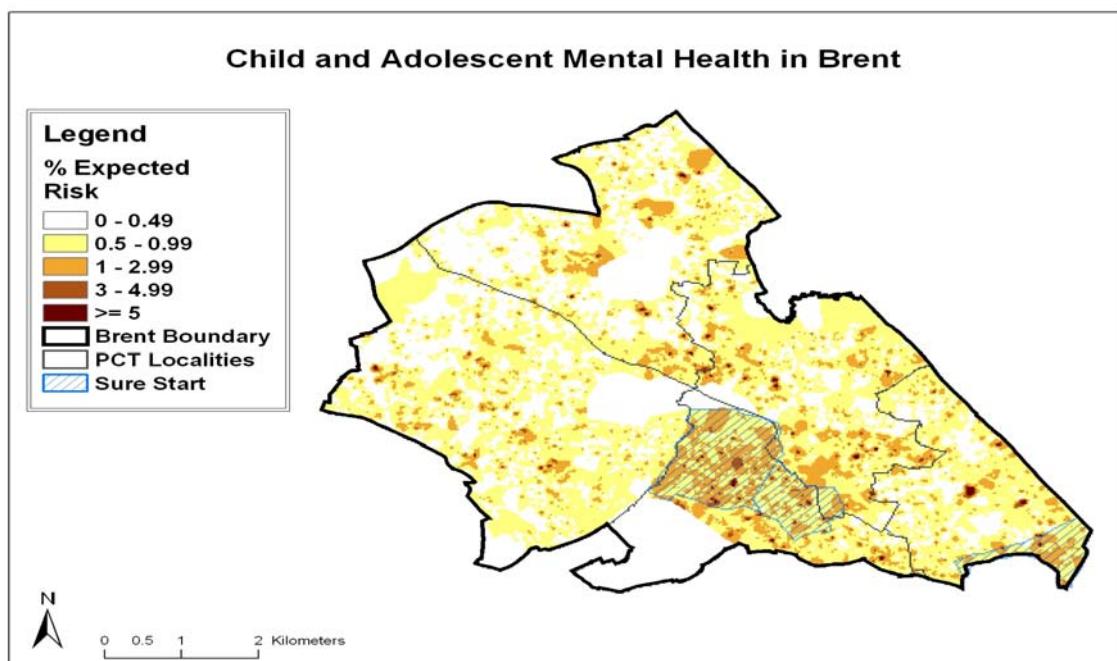 Child and Adolescent Mental Health in Brent
Legend
% Expected
Risk
0 - 0.49
0.5 - 0.99
1 - 2.99
3 - 4.99
>= 5
Brent Boundary
PCT Localities
Sure Start
N
0 0.5 1 2 Kilometers